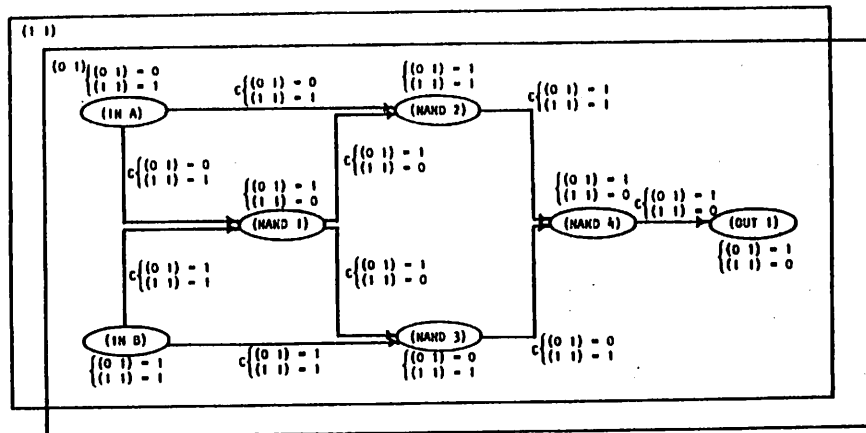 (1 1)
(0 1)
{(0 1) = 0
(1 1) = 1
(IN A)
C{(0 1) = 0
(1 1) = 1
{(0 1) = 1
(1 1) = 1
(NAND 2)
C{(0 1) = 1
(1 1) = 1
C{(0 1) = 0
(1 1) = 1
{(0 1) = 1
(1 1) = 0
(NAND 1)
C{(0 1) = 1
(1 1) = 0
{(0 1) = 1
(1 1) = 0
(NAND 4)
C{(0 1) = 1
(1 1) = 0
(OUT 1)
{(0 1) = 1
(1 1) = 0
C{(0 1) = 1
(1 1) = 1
C{(0 1) = 1
(1 1) = 0
(IN B)
{(0 1) = 1
(1 1) = 1
C{(0 1) = 1
(1 1) = 1
(NAND 3)
{(0 1) = 0
(1 1) = 1
C{(0 1) = 0
(1 1) = 1